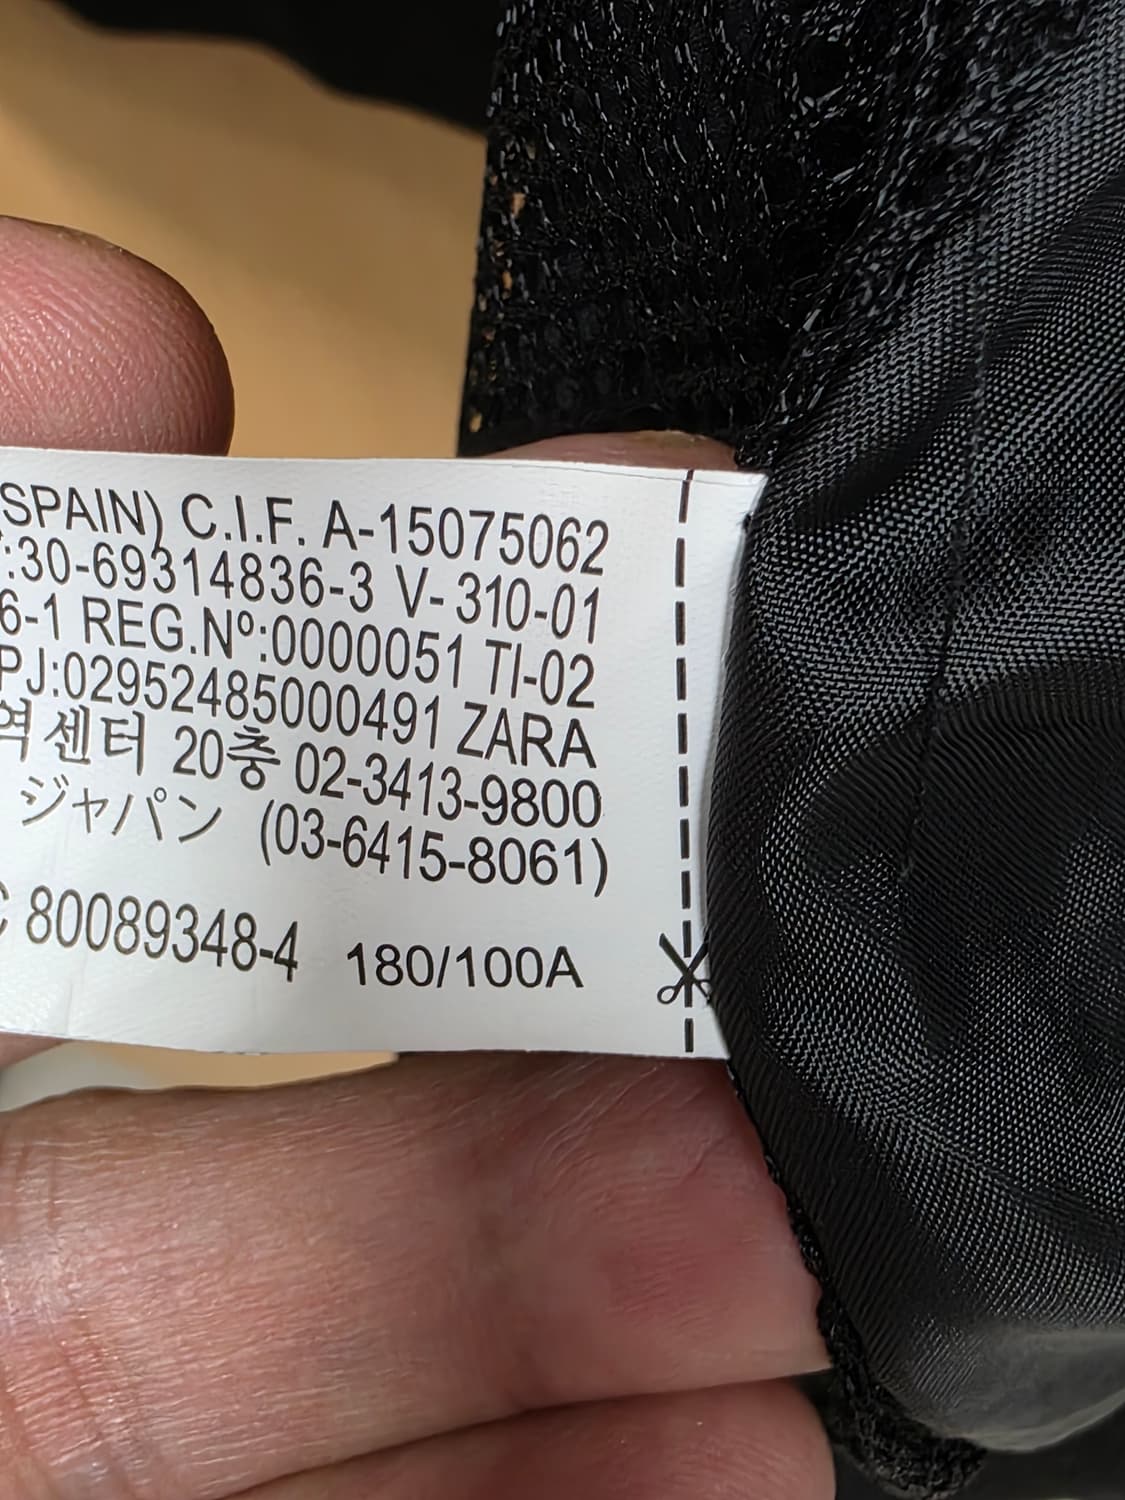 SPAIN) C.I.F. A-15075062
:30-69314836-3 V-310-01
6-1 REG.Nº:0000051 TI-02
PJ:02952485000491 ZARA
역센터 20층 02-3413-9800
ジャパン (03-6415-8061)
80089348-4 180/100A